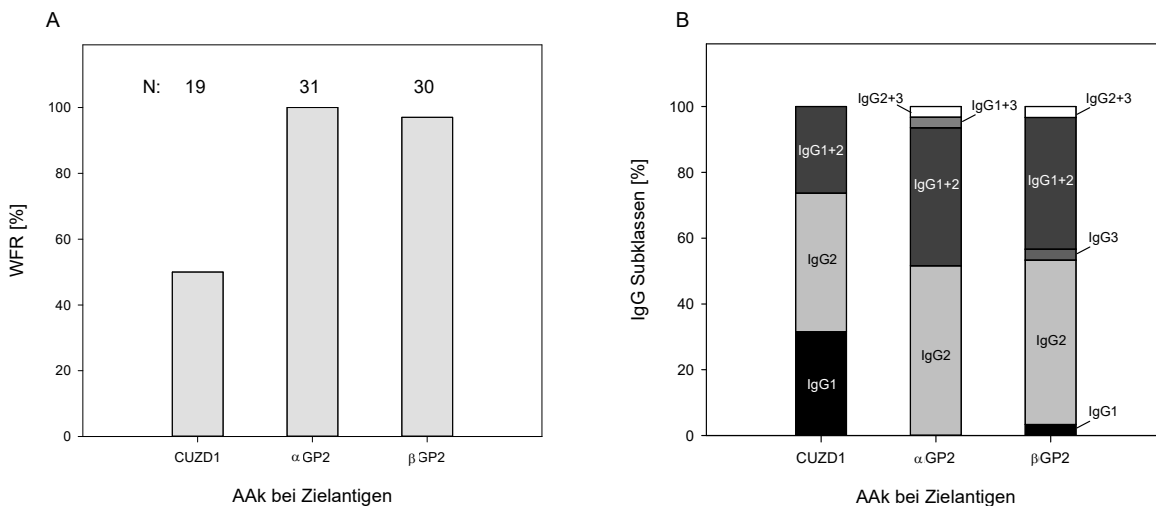 A
N: 19 31 30
100
80
60
40
20
0
WFR [%]
CUZD1 αGP2 βGP2
AAk bei Zielantigen
B
IgG2+3 IgG1+3 IgG2+3
100
80
60
40
20
0
IgG Subklassen [%]
IgG1+2 IgG1+2 IgG1+2
IgG3
IgG2 IgG2 IgG2
IgG1 IgG1
CUZD1 αGP2 βGP2
AAk bei Zielantigen